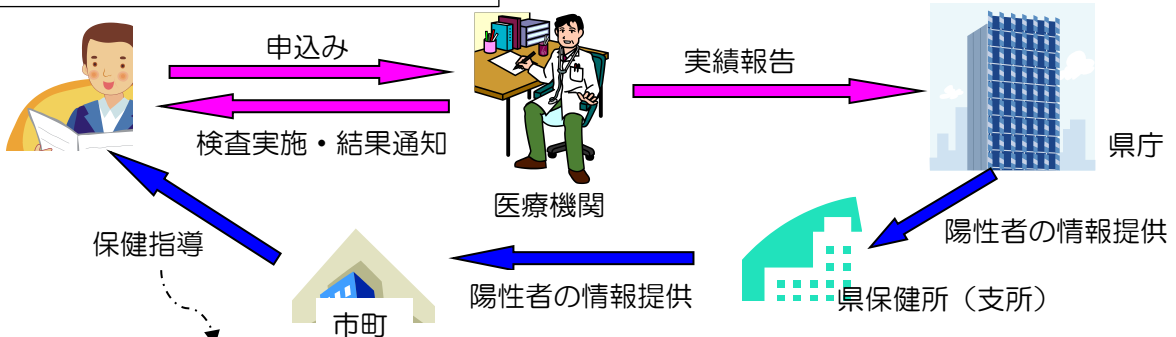 申込み
実績報告
検査実施・結果通知
県庁
医療機関
保健指導
陽性者の情報提供
陽性者の情報提供
県保健所（支所）
市町